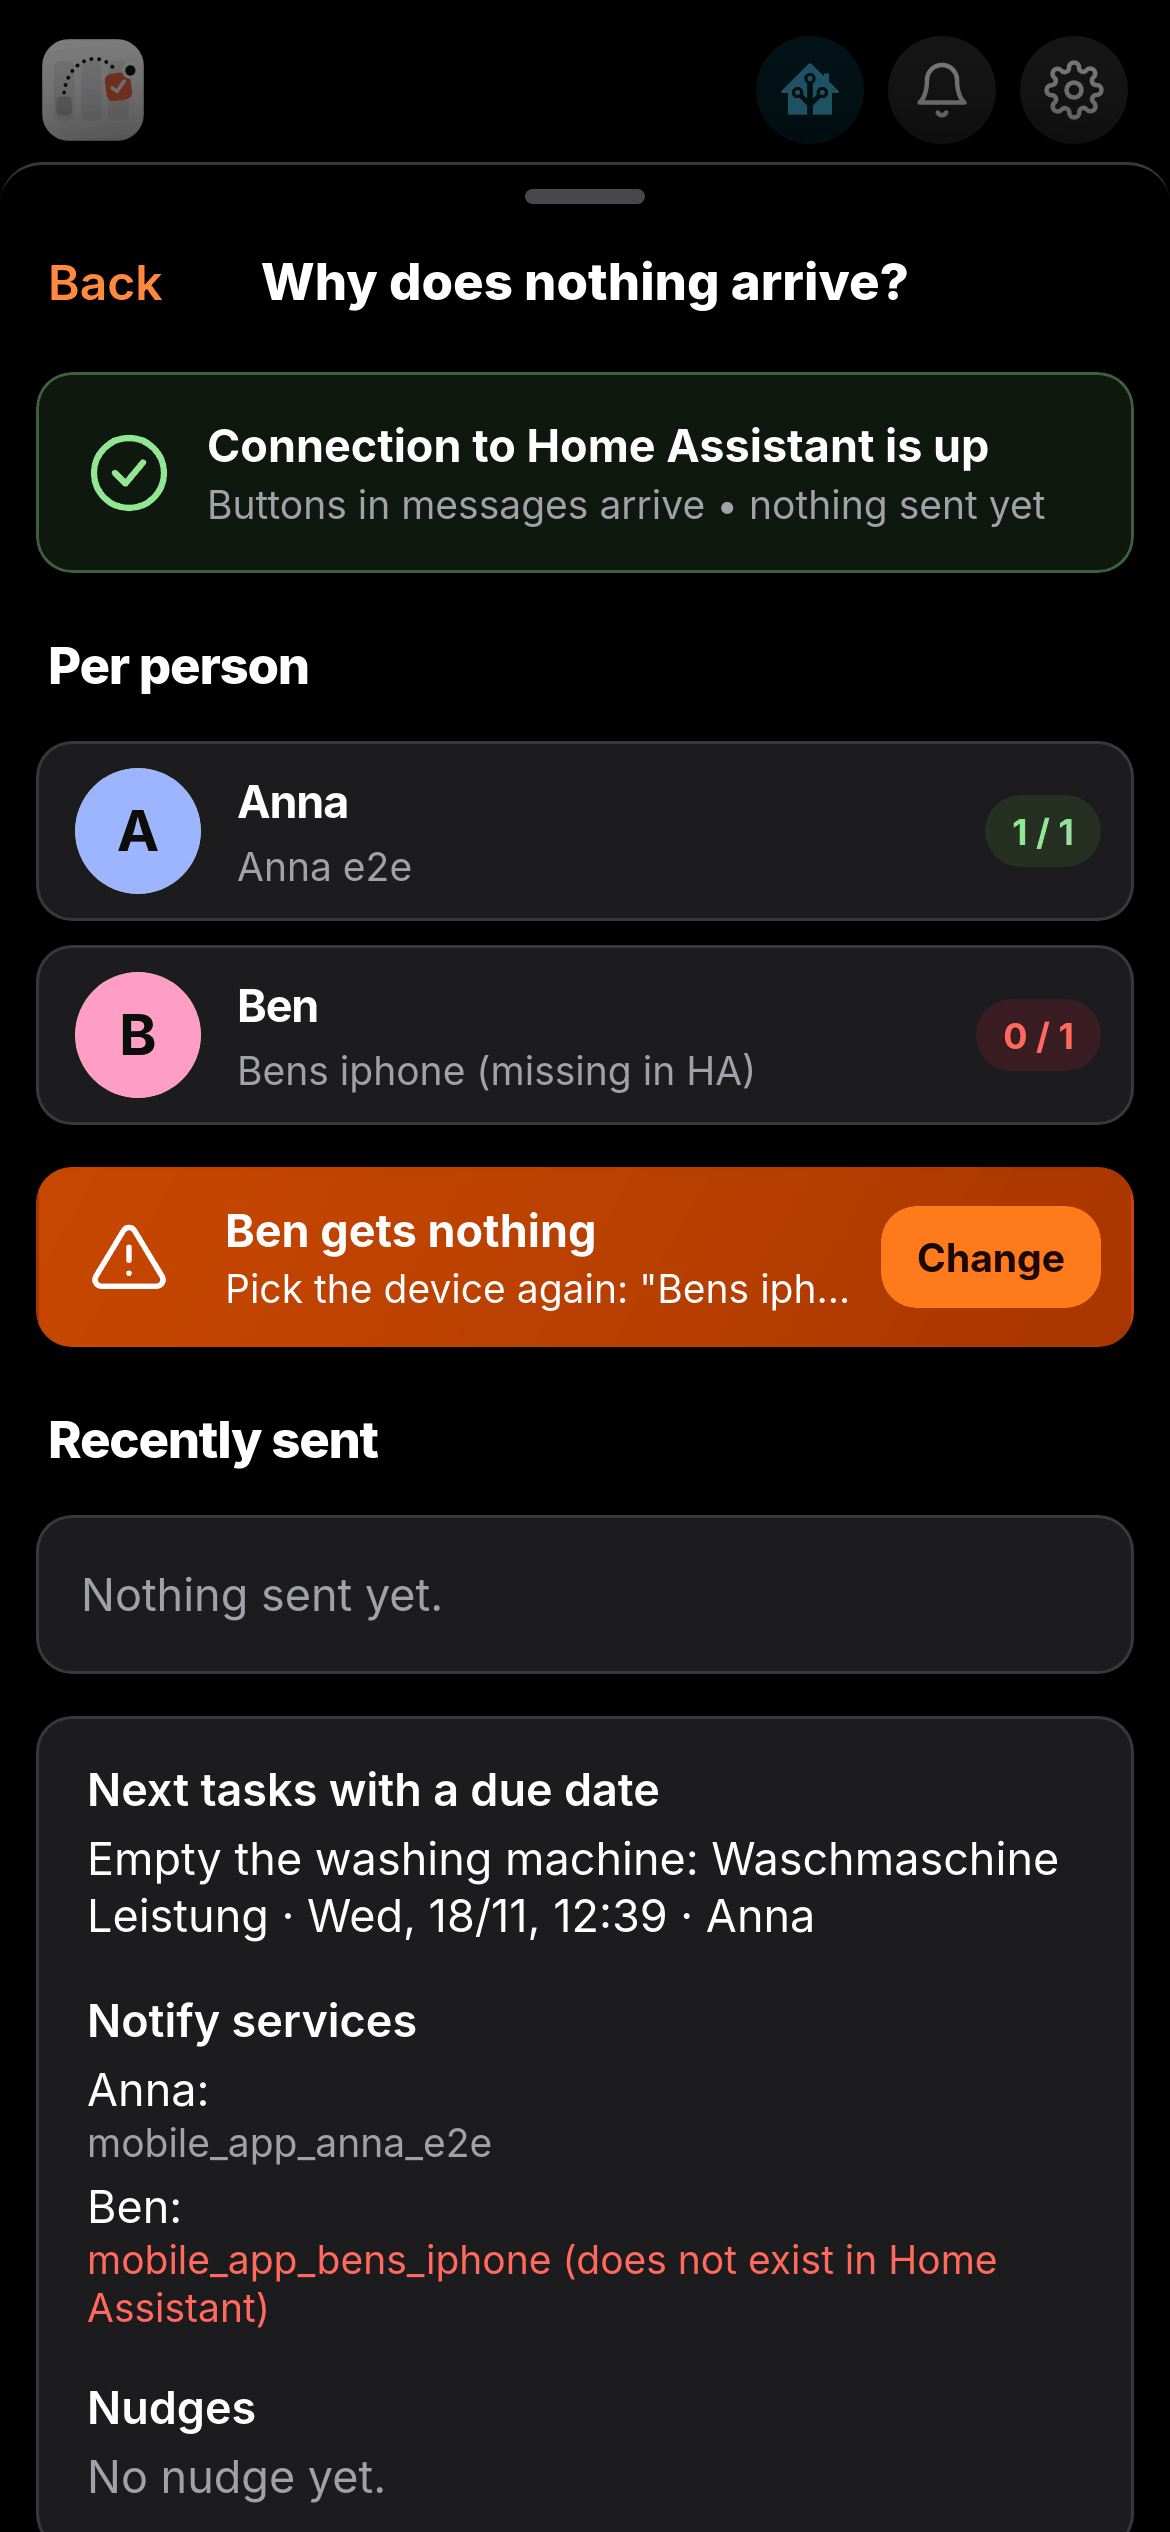 Back
Why does nothing arrive?
Connection to Home Assistant is up
Buttons in messages arrive • nothing sent yet
Per person
A
Anna
Anna e2e
1 / 1
B
Ben
Bens iphone (missing in HA)
0 / 1
Ben gets nothing
Pick the device again: "Bens iph...
Change
Recently sent
Nothing sent yet.
Next tasks with a due date
Empty the washing machine: Waschmaschine
Leistung · Wed, 18/11, 12:39 · Anna
Notify services
Anna:
mobile_app_anna_e2e
Ben:
mobile_app_bens_iphone (does not exist in Home
Assistant)
Nudges
No nudge yet.